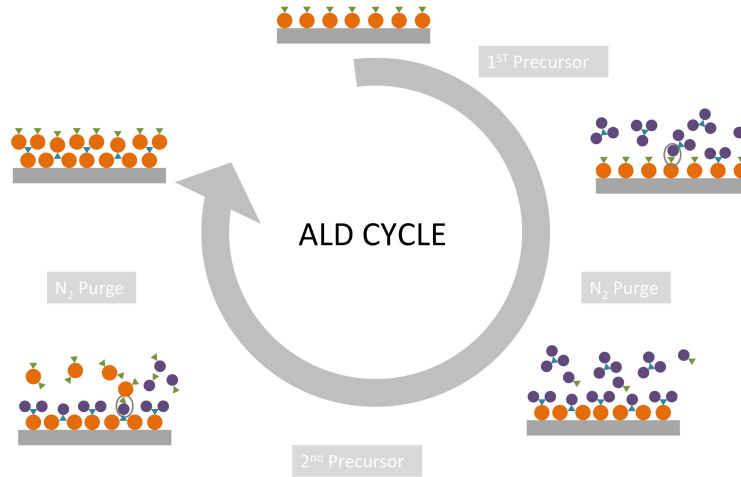 1ST Precursor
ALD CYCLE
N2 Purge
N2 Purge
2nd Precursor